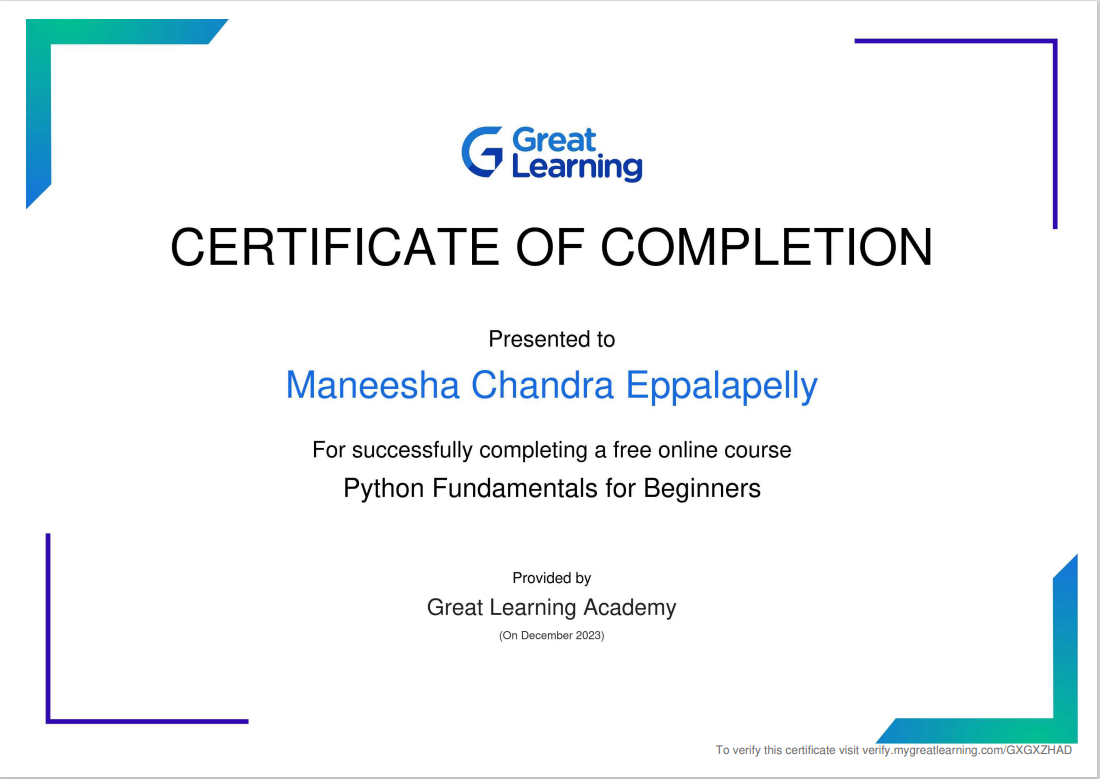 Great
Learning
CERTIFICATE OF COMPLETION
Presented to
Maneesha Chandra Eppalapelly
For successfully completing a free online course
Python Fundamentals for Beginners
Provided by
Great Learning Academy
(On December 2023)
To verify this certificate visit verify.mygreatlearning.com/GXGXZHAD